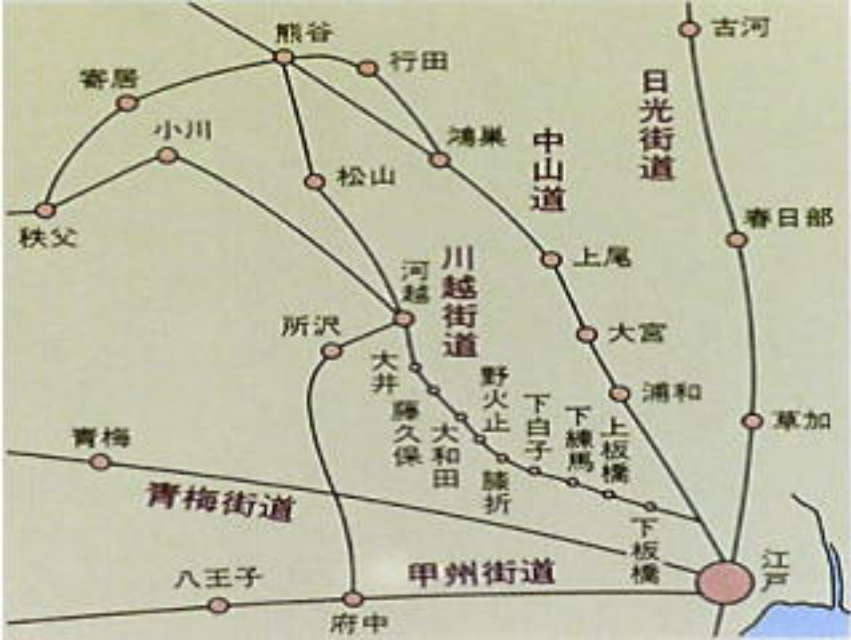 熊谷
行田
古河
寄居
小川
鴻巣
松山
秩父
中山道
日光街道
春日部
上尾
川越街道
河越
所沢
大宮
大井
浦和
野火止
下白子
下練馬
上板橋
草加
藤久保
大和田
膝折
青梅
青梅街道
下板橋
江戸
甲州街道
八王子
府中